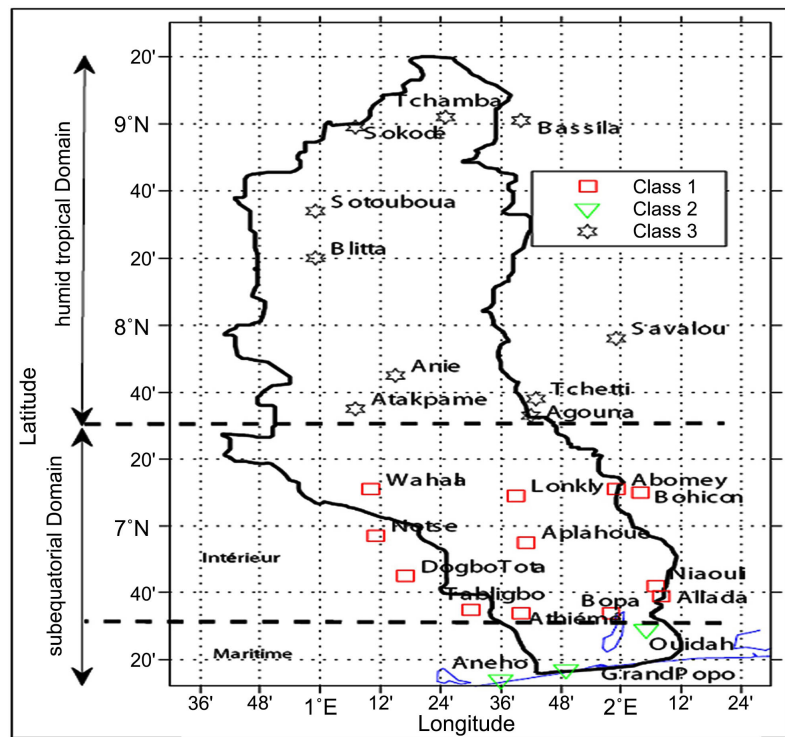 20'
Tchamba
9°N
Sokodé
Bassila
40'
Class 1
Class 2
Class 3
Sotouboua
20'
Blitta
humid tropical Domain
8°N
Savalou
Anie
40'
Atakpame
Tchetti
Agouna
Latitude
20'
Wahala
Lonkly
Abomey
Bohicon
7°N
Notse
Aplahoue
Intérieur
DogboTota
Niaouli
40'
Tabligbo
Athiémé
Bopa
Allada
subequatorial Domain
Ouidah
Maritime
20'
Aneho
GrandPopo
36' 48' 1°E 12' 24' 36' 48' 2°E 12' 24'
Longitude